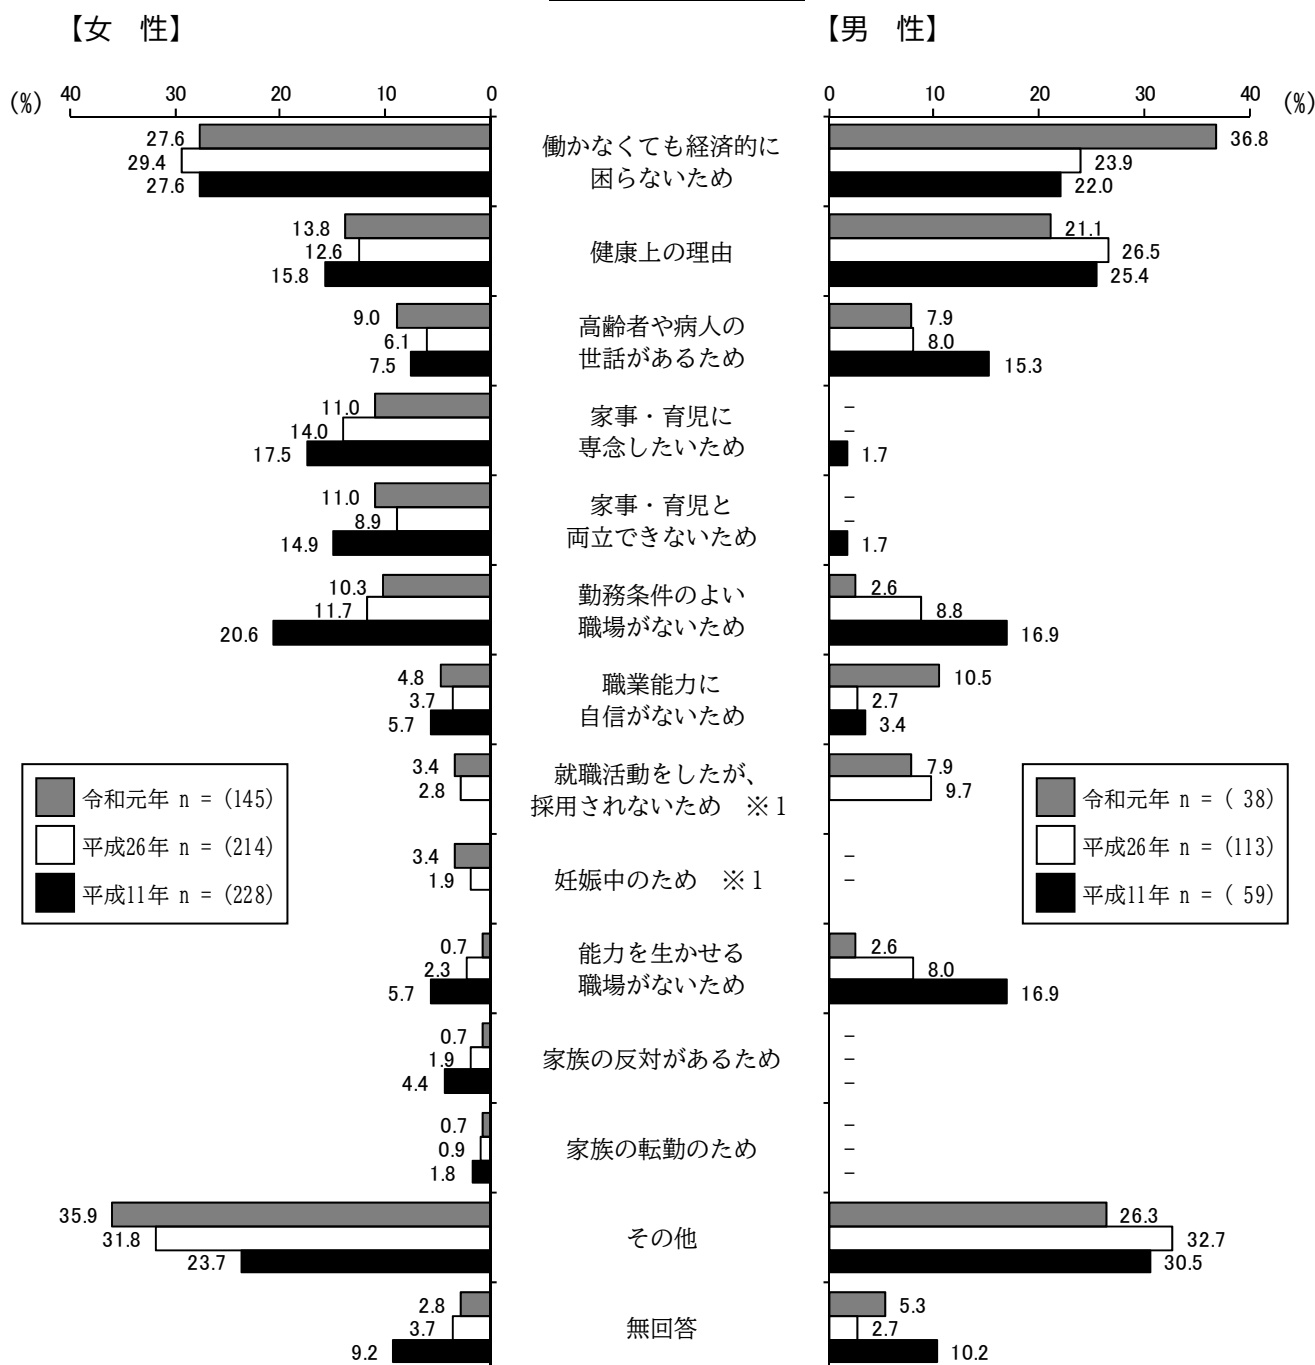 【女　性】
【男　性】
(%)
40 30 20 10 0
0 10 20 30 40
(%)
27.6
29.4
27.6
働かなくても経済的に
困らないため
36.8
23.9
22.0
13.8
12.6
15.8
健康上の理由
21.1
26.5
25.4
9.0
6.1
7.5
高齢者や病人の
世話があるため
7.9
8.0
15.3
11.0
14.0
17.5
家事・育児に
専念したいため
–
–
1.7
11.0
8.9
14.9
家事・育児と
両立できないため
–
–
1.7
10.3
11.7
20.6
勤務条件のよい
職場がないため
2.6
8.8
16.9
4.8
3.7
5.7
職業能力に
自信がないため
10.5
2.7
3.4
3.4
2.8
就職活動をしたが、
採用されないため　※1
7.9
9.7
3.4
1.9
妊娠中のため　※1
–
–
0.7
2.3
5.7
能力を生かせる
職場がないため
2.6
8.0
16.9
0.7
1.9
4.4
家族の反対があるため
–
–
–
0.7
0.9
1.8
家族の転勤のため
–
–
–
35.9
31.8
23.7
その他
26.3
32.7
30.5
2.8
3.7
9.2
無回答
5.3
2.7
10.2
令和元年 n = (145)
平成26年 n = (214)
平成11年 n = (228)
令和元年 n = ( 38)
平成26年 n = (113)
平成11年 n = ( 59)